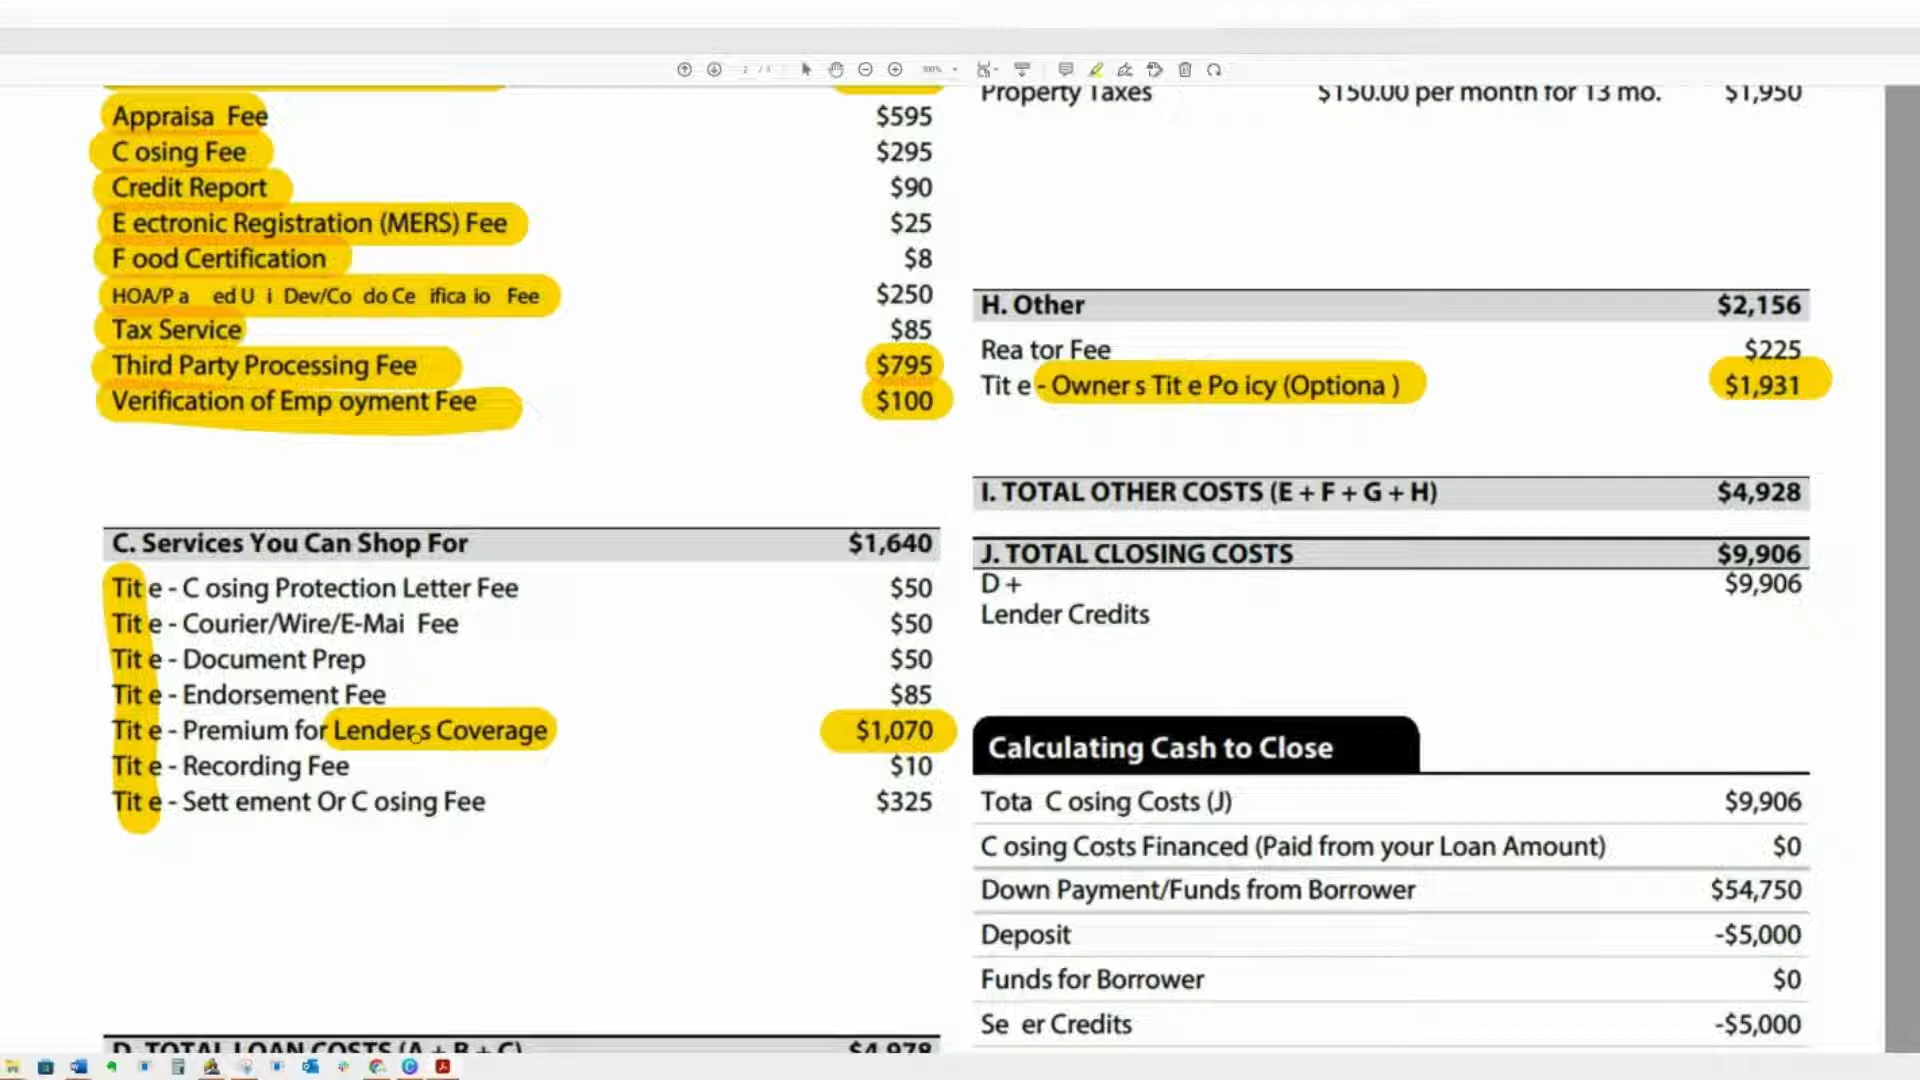 2 / 3
Appraisa Fee $595
C osing Fee $295
Credit Report $90
E ectronic Registration (MERS) Fee $25
F ood Certification $8
HOA/P a ed U i Dev/Co do Ce ifica io Fee $250
Tax Service $85
Third Party Processing Fee $795
Verification of Emp oyment Fee $100
C. Services You Can Shop For $1,640
Tit e - C osing Protection Letter Fee $50
Tit e - Courier/Wire/E-Mai Fee $50
Tit e - Document Prep $50
Tit e - Endorsement Fee $85
Tit e - Premium for Lender s Coverage $1,070
Tit e - Recording Fee $10
Tit e - Sett ement Or C osing Fee $325
D. TOTAL LOAN COSTS (A + B + C) $4,978
Property Taxes $150.00 per month for 13 mo. $1,950
H. Other $2,156
Rea tor Fee $225
Tit e - Owner s Tit e Po icy (Optiona ) $1,931
I. TOTAL OTHER COSTS (E + F + G + H) $4,928
J. TOTAL CLOSING COSTS $9,906
D + $9,906
Lender Credits
Calculating Cash to Close
Tota C osing Costs (J) $9,906
C osing Costs Financed (Paid from your Loan Amount) $0
Down Payment/Funds from Borrower $54,750
Deposit -$5,000
Funds for Borrower $0
Se er Credits -$5,000